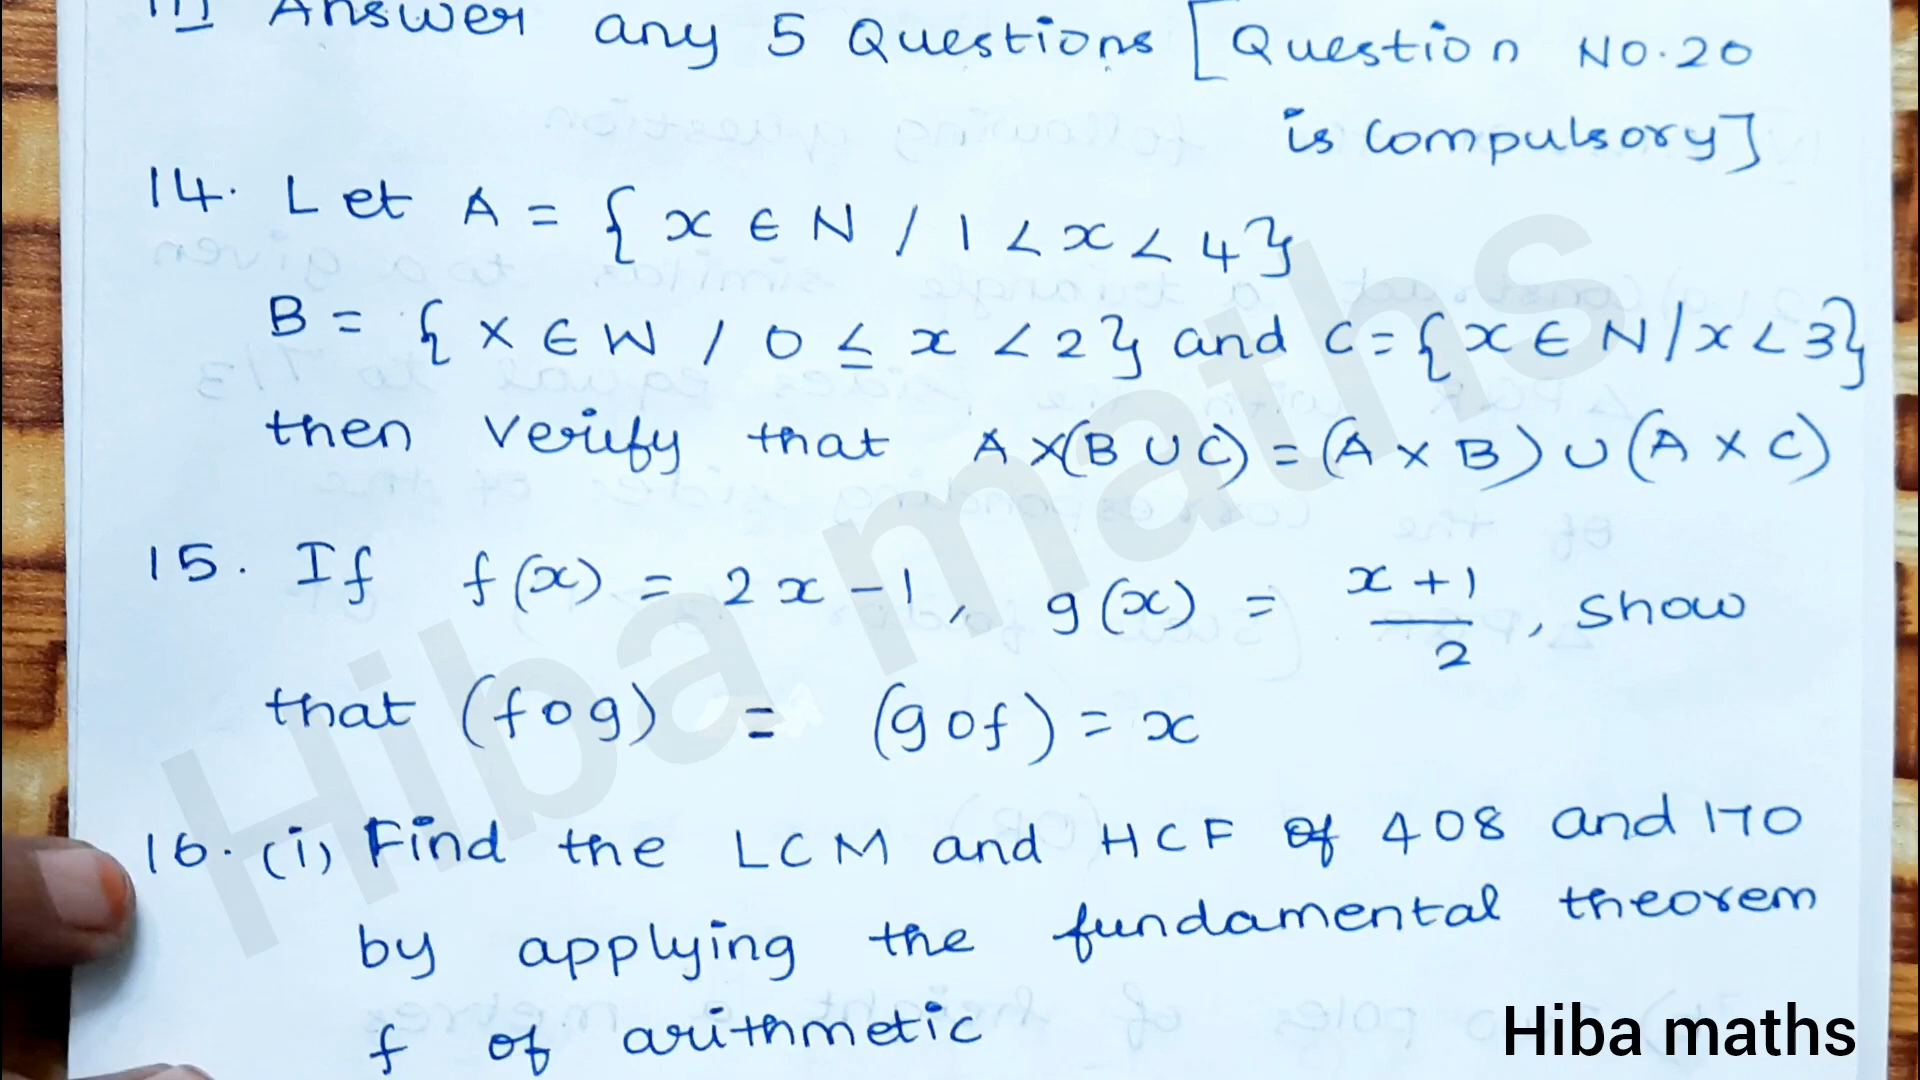 III Answer any 5 Questions [Question No.20
is compulsory]
14. Let A = { x ∈ N / 1 < x < 4}
B = { x ∈ W / 0 ≤ x < 2} and C = {x ∈ N / x < 3}
then verify that A × (B ∪ C) = (A × B) ∪ (A × C)
15. If f(x) = 2x - 1, g(x) = x + 1 / 2, show
that (fog) = (gof) = x
16. (i) Find the LCM and HCF of 408 and 170
by applying the fundamental theorem
f of arithmetic
Hiba maths
Hiba maths